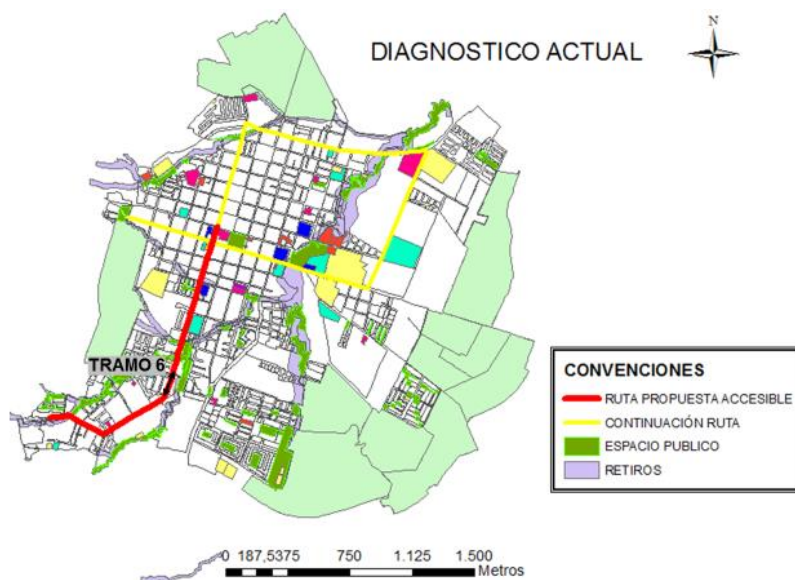 N
DIAGNOSTICO ACTUAL
TRAMO 6
CONVENCIONES
RUTA PROPUESTA ACCESIBLE
CONTINUACIÓN RUTA
ESPACIO PUBLICO
RETIROS
0 187,5375 750 1.125 1.500
Metros